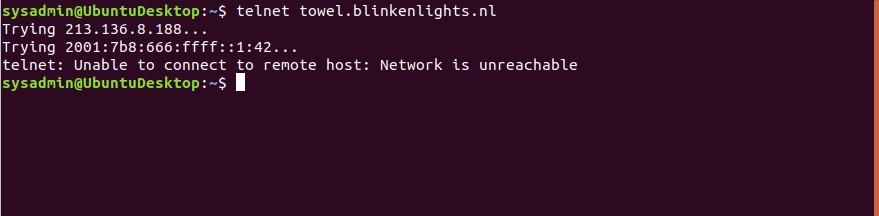 sysadmin@UbuntuDesktop:~$ telnet towel.blinkenlights.nl
Trying 213.136.8.188...
Trying 2001:7b8:666:ffff::1:42...
telnet: Unable to connect to remote host: Network is unreachable
sysadmin@UbuntuDesktop:~$